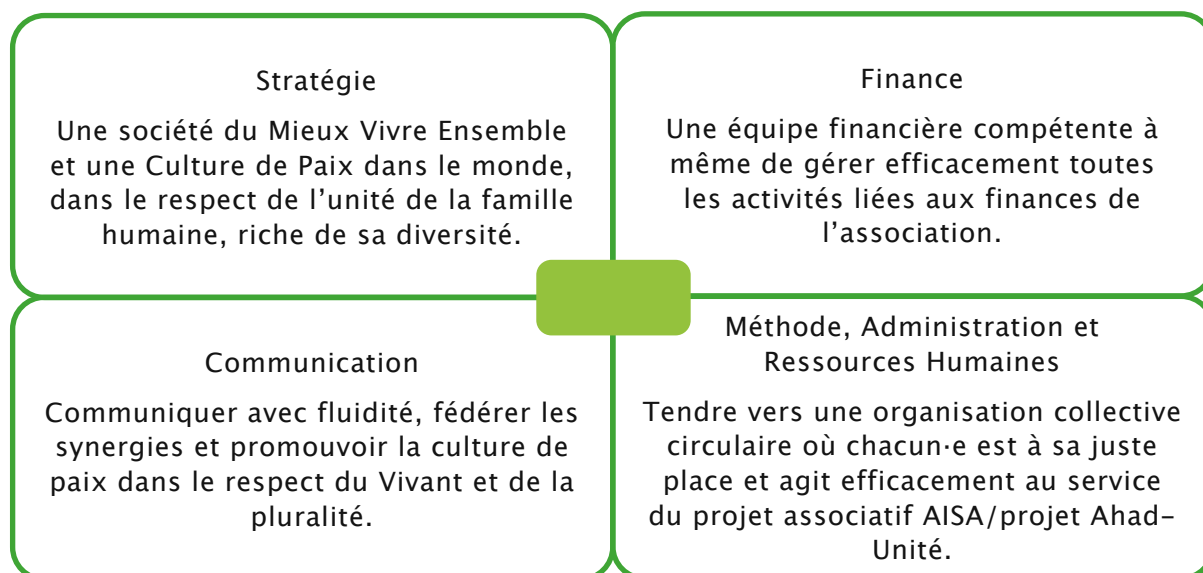 Stratégie
Une société du Mieux Vivre Ensemble
et une Culture de Paix dans le monde,
dans le respect de l’unité de la famille
humaine, riche de sa diversité.
Finance
Une équipe financière compétente à
même de gérer efficacement toutes
les activités liées aux finances de
l’association.
Communication
Communiquer avec fluidité, fédérer les
synergies et promouvoir la culture de
paix dans le respect du Vivant et de la
pluralité.
Méthode, Administration et
Ressources Humaines
Tendre vers une organisation collective
circulaire où chacun·e est à sa juste
place et agit efficacement au service
du projet associatif AISA/projet Ahad-
Unité.